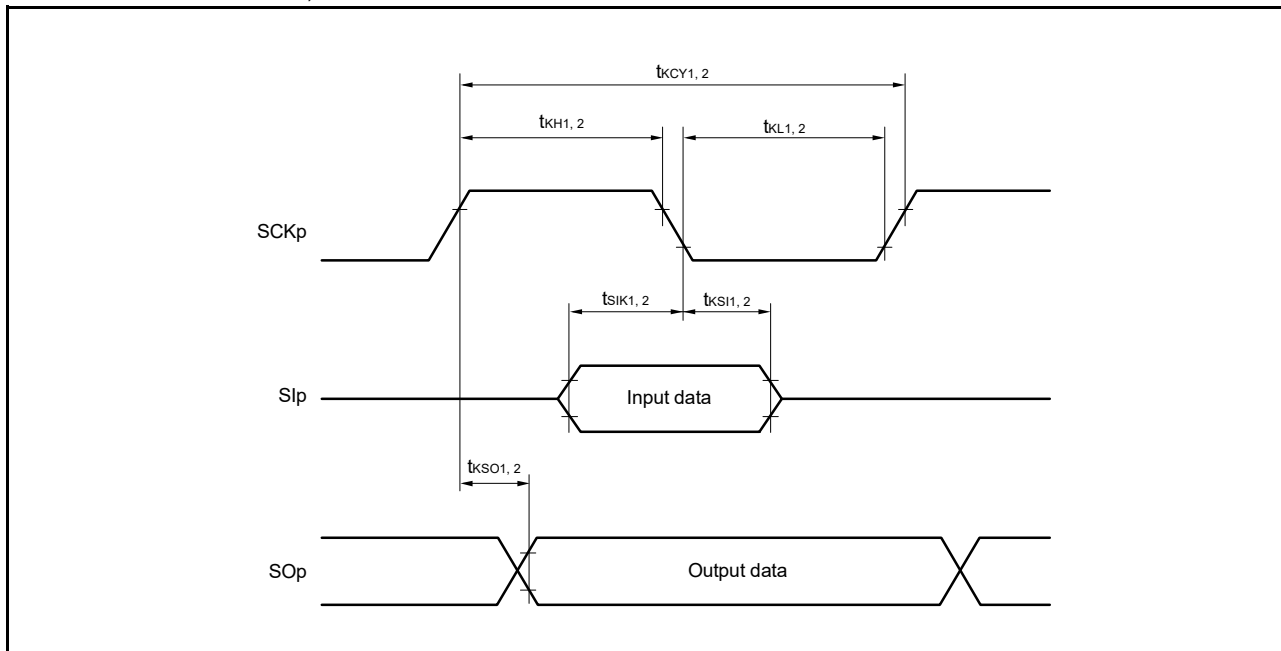 tKCY1, 2
tKH1, 2
tKL1, 2
SCKp
tSIK1, 2
tKSI1, 2
SIp
Input data
tKSO1, 2
SOp
Output data